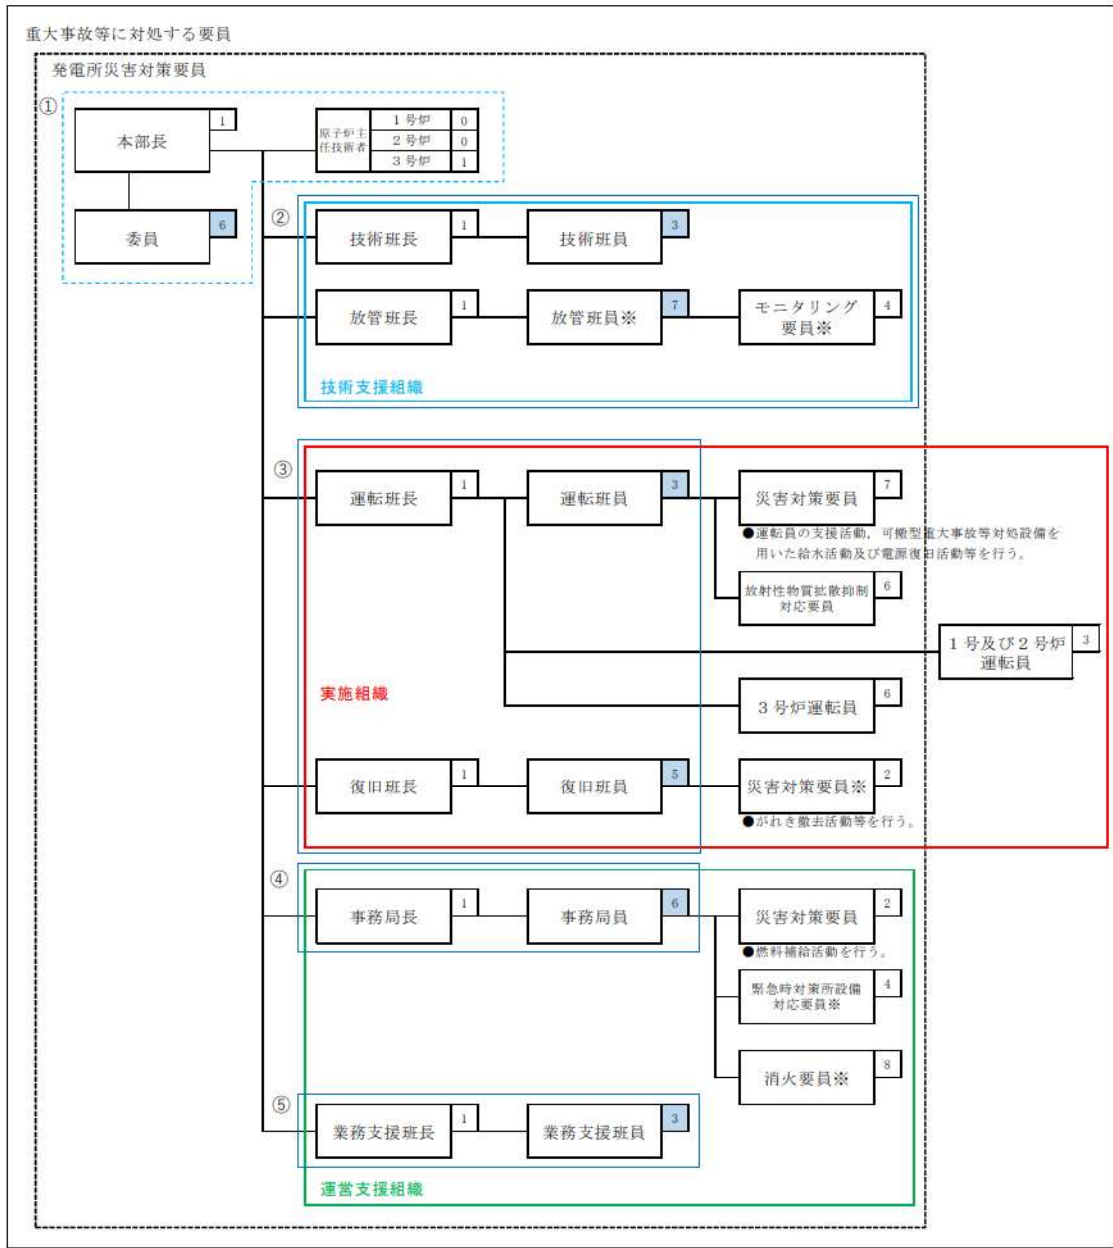 重大事故等に対処する要員
発電所災害対策要員
①
本部長
1
原子炉主
任技術者
1号炉
0
2号炉
0
3号炉
1
委員
6
②
技術班長
1
技術班員
3
放管班長
1
放管班員※
7
モニタリング
要員※
4
技術支援組織
③
運転班長
1
運転班員
3
災害対策要員
7
●運転員の支援活動，可搬型重大事故等対処設備を
用いた給水活動及び電源復旧活動等を行う。
放射性物質拡散抑制
対応要員
6
1号及び2号炉
運転員
3
3号炉運転員
6
実施組織
復旧班長
1
復旧班員
5
災害対策要員※
2
●がれき撤去活動等を行う。
④
事務局長
1
事務局員
6
災害対策要員
2
●燃料補給活動を行う。
緊急時対策所設備
対応要員※
4
消火要員※
8
⑤
業務支援班長
1
業務支援班員
3
運営支援組織